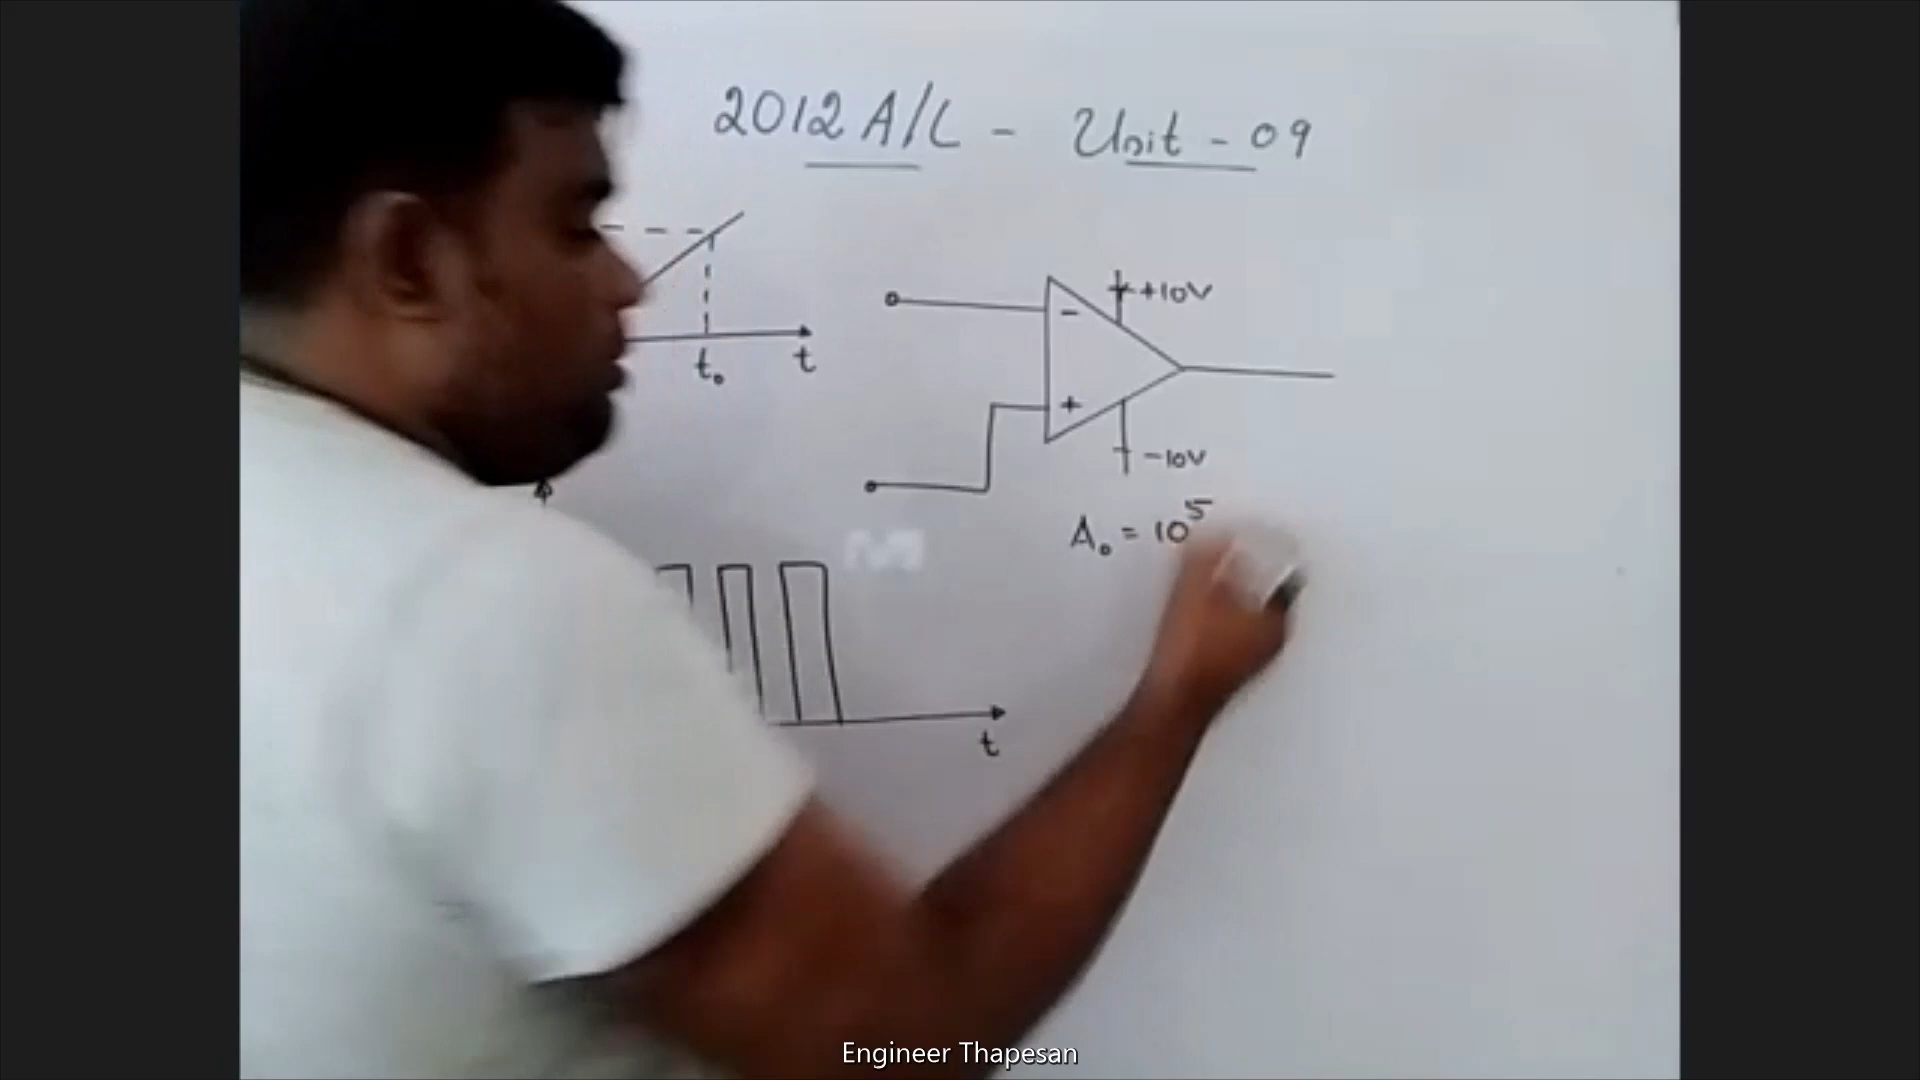 2012 A/L - Unit - 09
+10V
-
t₀ t
+
-10V
A₀ = 10⁵
t
Engineer Thapesan